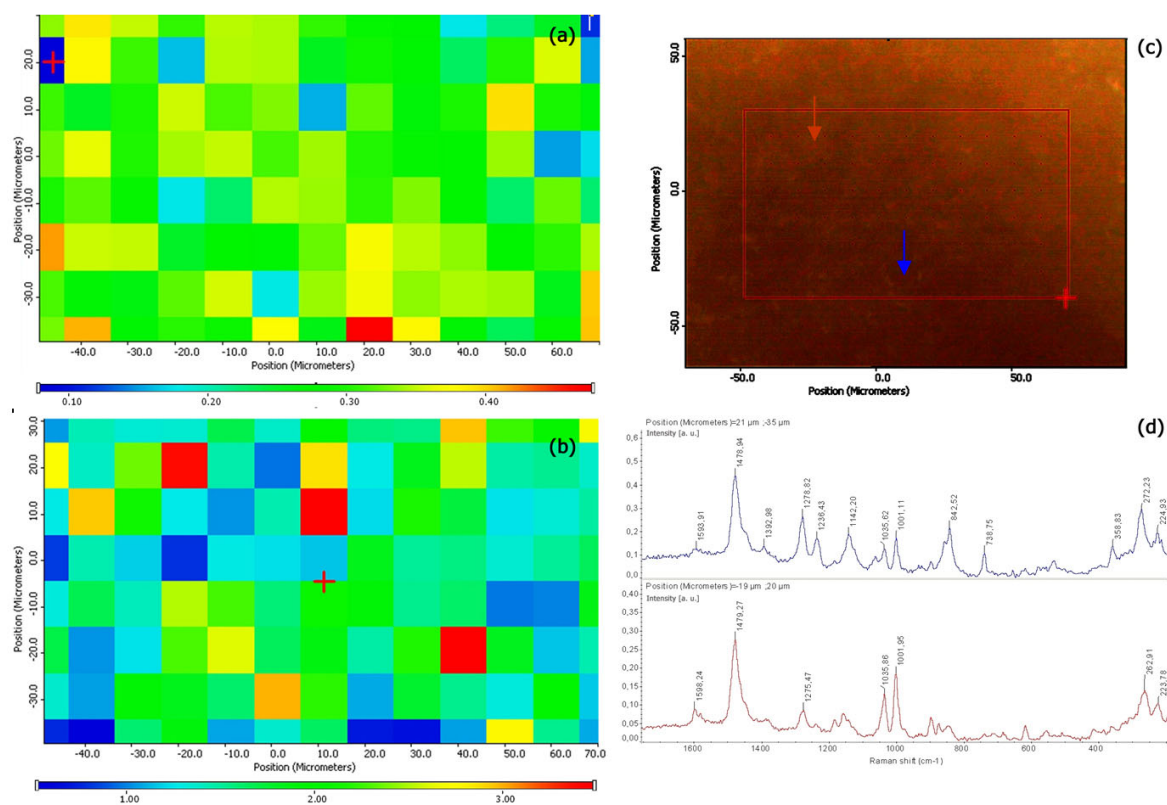 (a)
20.0
10.0
0.0
-10.0
-20.0
-30.0
Position (Micrometers)
-40.0 -30.0 -20.0 -10.0 0.0 10.0 20.0 30.0 40.0 50.0 60.0
Position (Micrometers)
0.10 0.20 0.30 0.40
(b)
30.0
20.0
10.0
0.0
-10.0
-20.0
-30.0
Position (Micrometers)
-40.0 -30.0 -20.0 -10.0 0.0 10.0 20.0 30.0 40.0 50.0 60.0 70.0
Position (Micrometers)
1.00 2.00 3.00
(c)
50.0
0.0
-50.0
Position (Micrometers)
-50.0 0.0 50.0
Position (Micrometers)
(d)
Position (Micrometers)=21 µm ;-35 µm
Intensity [a. u.]
0,6
0,5
0,4
0,3
0,2
0,1
0,0
1593,91 1478,94 1392,98 1278,82 1236,43 1142,20 1035,62 1001,11 842,52 738,75 358,83 272,23 224,93
Position (Micrometers)=-19 µm ;20 µm
Intensity [a. u.]
0,35
0,30
0,25
0,20
0,15
0,10
0,05
0,00
1598,24 1479,27 1275,47 1035,86 1001,95 262,91 223,78
1600 1400 1200 1000 800 600 400
Raman shift (cm-1)